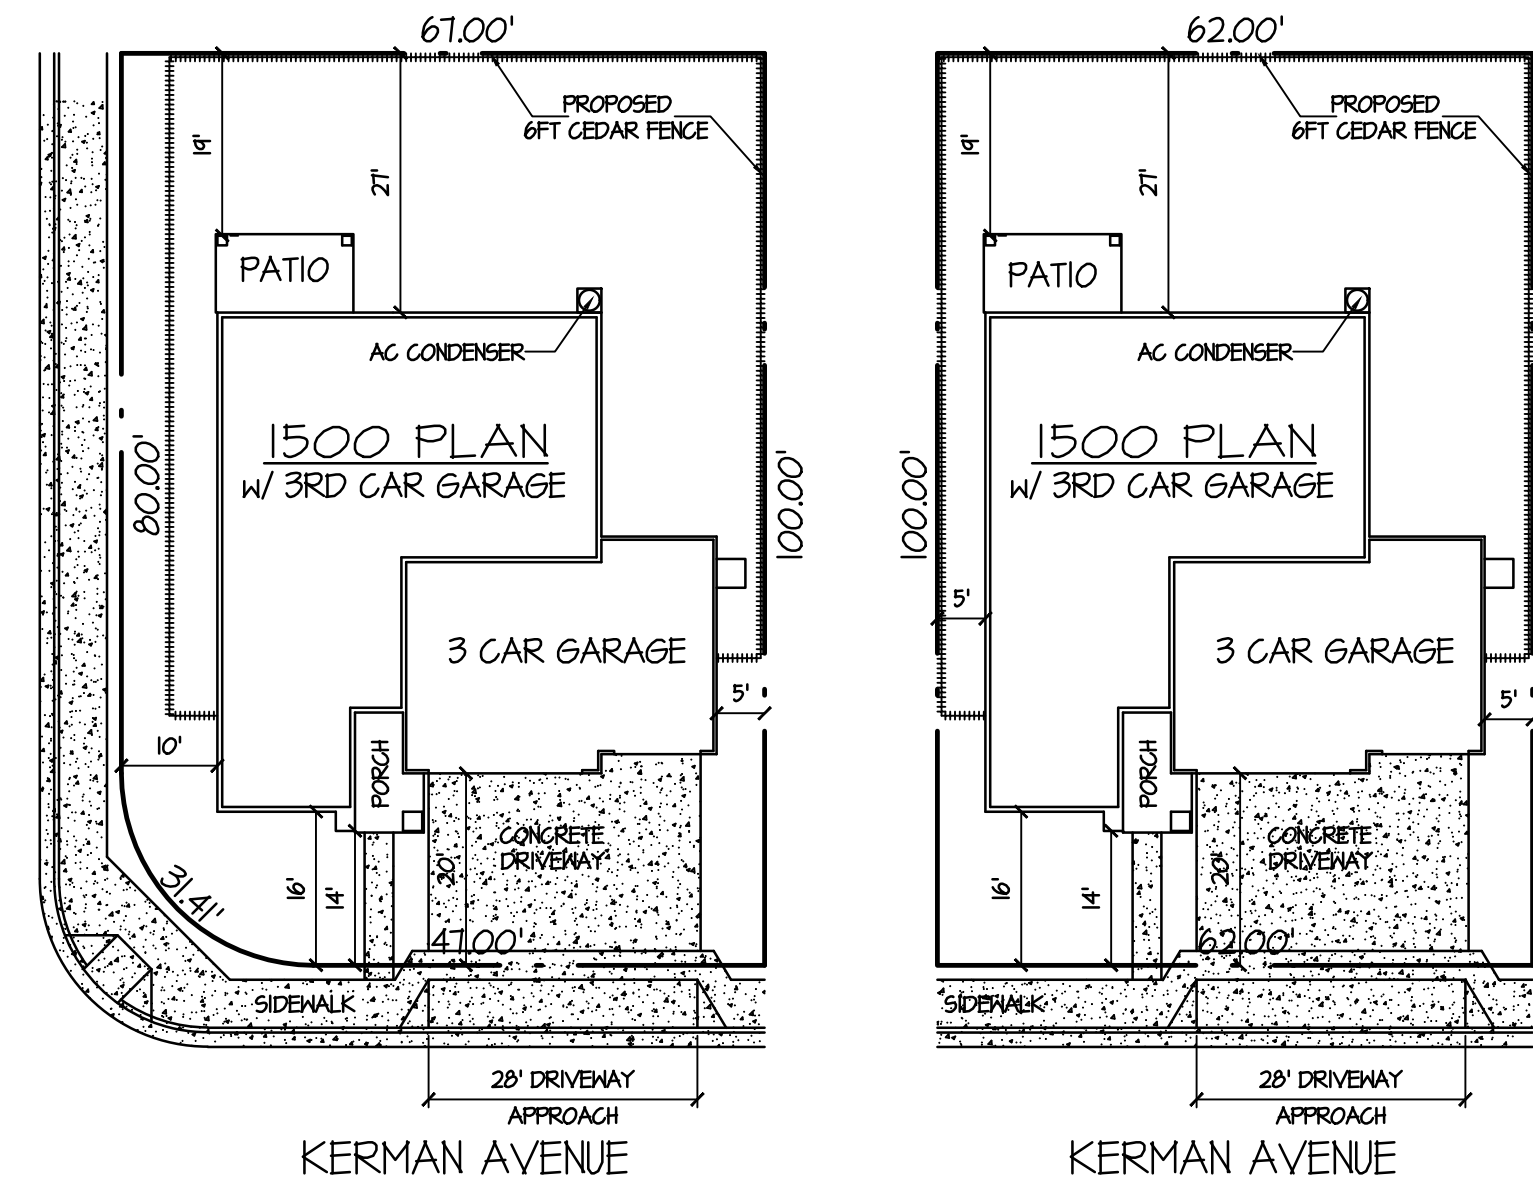 67.00'
PROPOSED
6FT CEDAR FENCE
19'
27'
PATIO
AC CONDENSER
1500 PLAN
W/ 3RD CAR GARAGE
80.00'
100.00'
3 CAR GARAGE
5'
10'
PORCH
CONCRETE
DRIVEWAY
20'
16'
14'
31.41'
47.00'
SIDEWALK
28' DRIVEWAY
APPROACH
KERMAN AVENUE
62.00'
PROPOSED
6FT CEDAR FENCE
19'
27'
PATIO
AC CONDENSER
1500 PLAN
W/ 3RD CAR GARAGE
100.00'
5'
3 CAR GARAGE
5'
PORCH
CONCRETE
DRIVEWAY
20'
16'
14'
62.00'
SIDEWALK
28' DRIVEWAY
APPROACH
KERMAN AVENUE